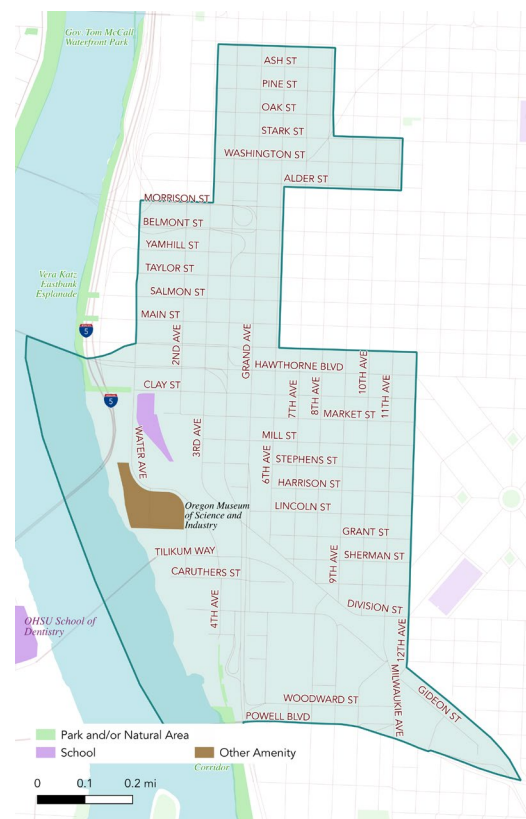 Gov. Tom McCall
Waterfront Park
ASH ST
PINE ST
OAK ST
STARK ST
WASHINGTON ST
ALDER ST
MORRISON ST
BELMONT ST
YAMHILL ST
TAYLOR ST
Vera Katz
Eastbank
Esplanade
SALMON ST
MAIN ST
5
2ND AVE
GRAND AVE
HAWTHORNE BLVD
10TH AVE
CLAY ST
5
7TH AVE
8TH AVE
11TH AVE
MARKET ST
WATER AVE
3RD AVE
MILL ST
6TH AVE
STEPHENS ST
HARRISON ST
Oregon Museum
of Science and
Industry
LINCOLN ST
GRANT ST
TILIKUM WAY
9TH AVE
SHERMAN ST
CARUTHERS ST
4TH AVE
DIVISION ST
OHSU School of
Dentistry
12TH AVE
MILWAUKIE AVE
GIDEON ST
WOODWARD ST
POWELL BLVD
Park and/or Natural Area
School
Other Amenity
Corridor
0 0.1 0.2 mi